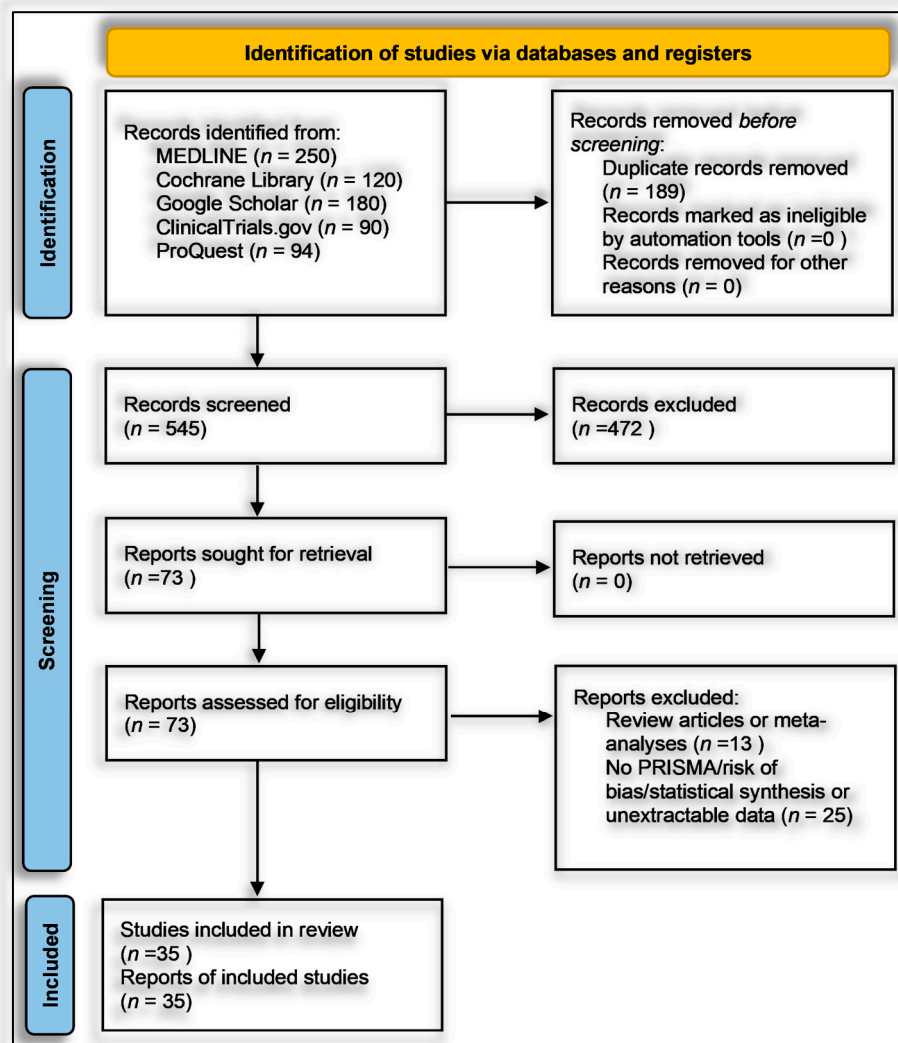 Identification of studies via databases and registers
Identification
Records identified from:
MEDLINE (n = 250)
Cochrane Library (n = 120)
Google Scholar (n = 180)
ClinicalTrials.gov (n = 90)
ProQuest (n = 94)
Records removed before
screening:
Duplicate records removed
(n = 189)
Records marked as ineligible
by automation tools (n =0 )
Records removed for other
reasons (n = 0)
Screening
Records screened
(n = 545)
Records excluded
(n =472 )
Reports sought for retrieval
(n =73 )
Reports not retrieved
(n = 0)
Reports assessed for eligibility
(n = 73)
Reports excluded:
Review articles or meta-
analyses (n =13 )
No PRISMA/risk of
bias/statistical synthesis or
unextractable data (n = 25)
Included
Studies included in review
(n =35 )
Reports of included studies
(n = 35)